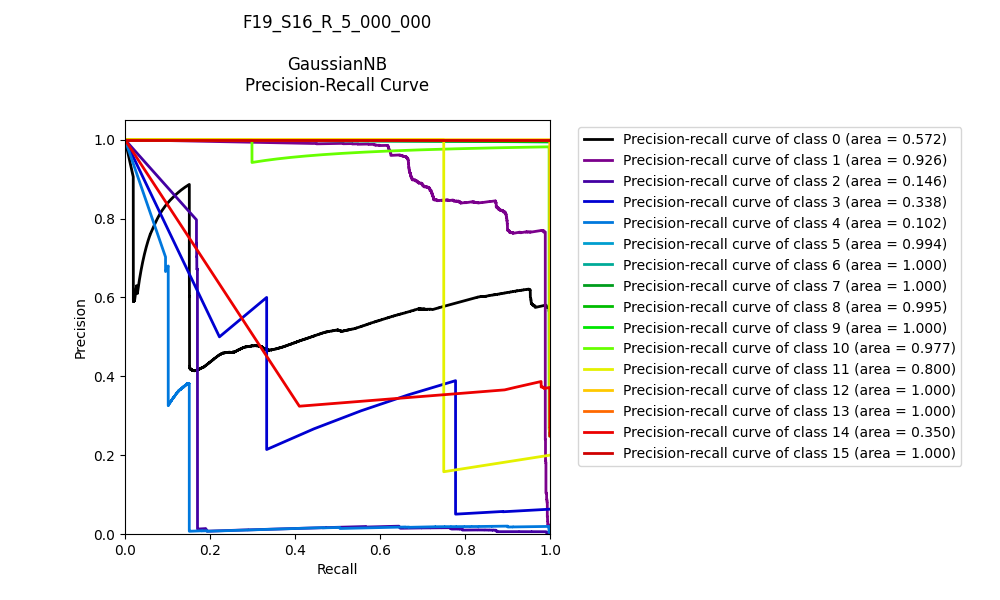 F19_S16_R_5_000_000
GaussianNB
Precision-Recall Curve
1.0
0.8
0.6
0.4
0.2
0.0
Precision
0.0 0.2 0.4 0.6 0.8 1.0
Recall
Precision-recall curve of class 0 (area = 0.572)
Precision-recall curve of class 1 (area = 0.926)
Precision-recall curve of class 2 (area = 0.146)
Precision-recall curve of class 3 (area = 0.338)
Precision-recall curve of class 4 (area = 0.102)
Precision-recall curve of class 5 (area = 0.994)
Precision-recall curve of class 6 (area = 1.000)
Precision-recall curve of class 7 (area = 1.000)
Precision-recall curve of class 8 (area = 0.995)
Precision-recall curve of class 9 (area = 1.000)
Precision-recall curve of class 10 (area = 0.977)
Precision-recall curve of class 11 (area = 0.800)
Precision-recall curve of class 12 (area = 1.000)
Precision-recall curve of class 13 (area = 1.000)
Precision-recall curve of class 14 (area = 0.350)
Precision-recall curve of class 15 (area = 1.000)